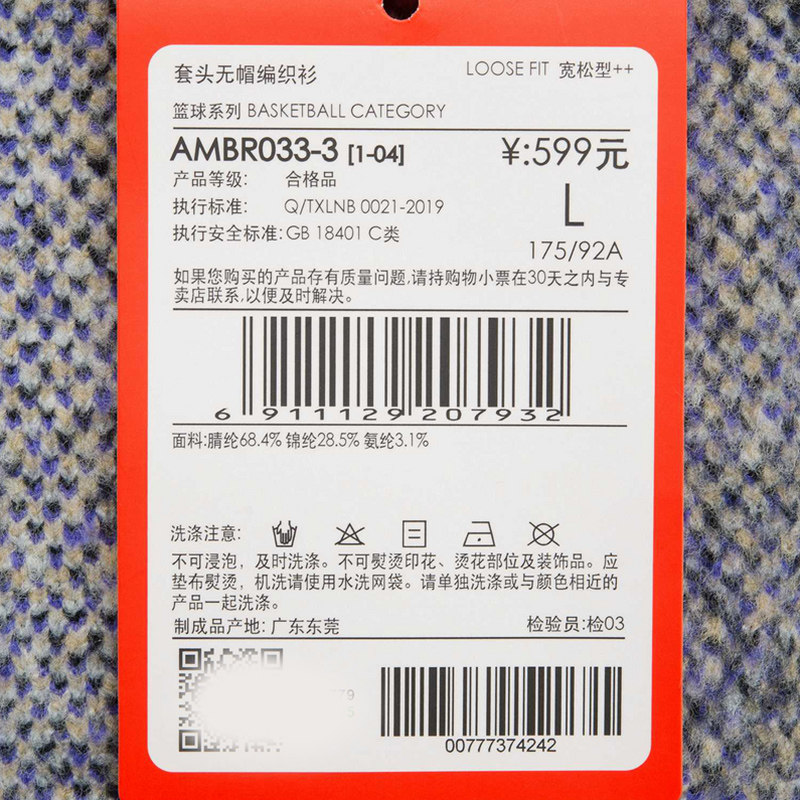 套头无帽编织衫
LOOSE FIT 宽松型++
篮球系列 BASKETBALL CATEGORY
AMBR033-3 [1-04]
¥:599元
产品等级: 合格品
执行标准: Q/TXLNB 0021-2019
L
执行安全标准:GB 18401 C类
175/92A
如果您购买的产品存有质量问题,请持购物小票在30天之内与专
卖店联系,以便及时解决。
6 911129 207932
面料:腈纶68.4% 锦纶28.5% 氨纶3.1%
洗涤注意:
不可浸泡，及时洗涤。不可熨烫印花、烫花部位及装饰品。应
垫布熨烫，机洗请使用水洗网袋。请单独洗涤或与颜色相近的
产品一起洗涤。
制成品产地: 广东东莞
检验员:检03
00777374242